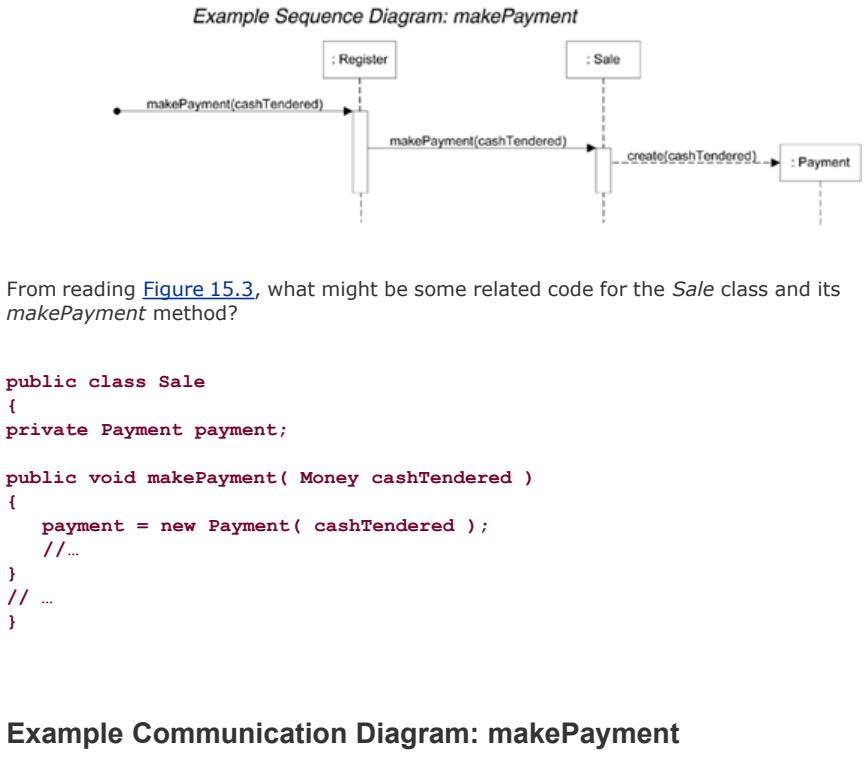 Example Sequence Diagram: makePayment
: Register
: Sale
makePayment(cashTendered)
makePayment(cashTendered)
create(cashTendered)
: Payment
From reading Figure 15.3, what might be some related code for the Sale class and its
makePayment method?
public class Sale
{
private Payment payment;
public void makePayment( Money cashTendered )
{
payment = new Payment( cashTendered );
//…
}
// …
}
Example Communication Diagram: makePayment